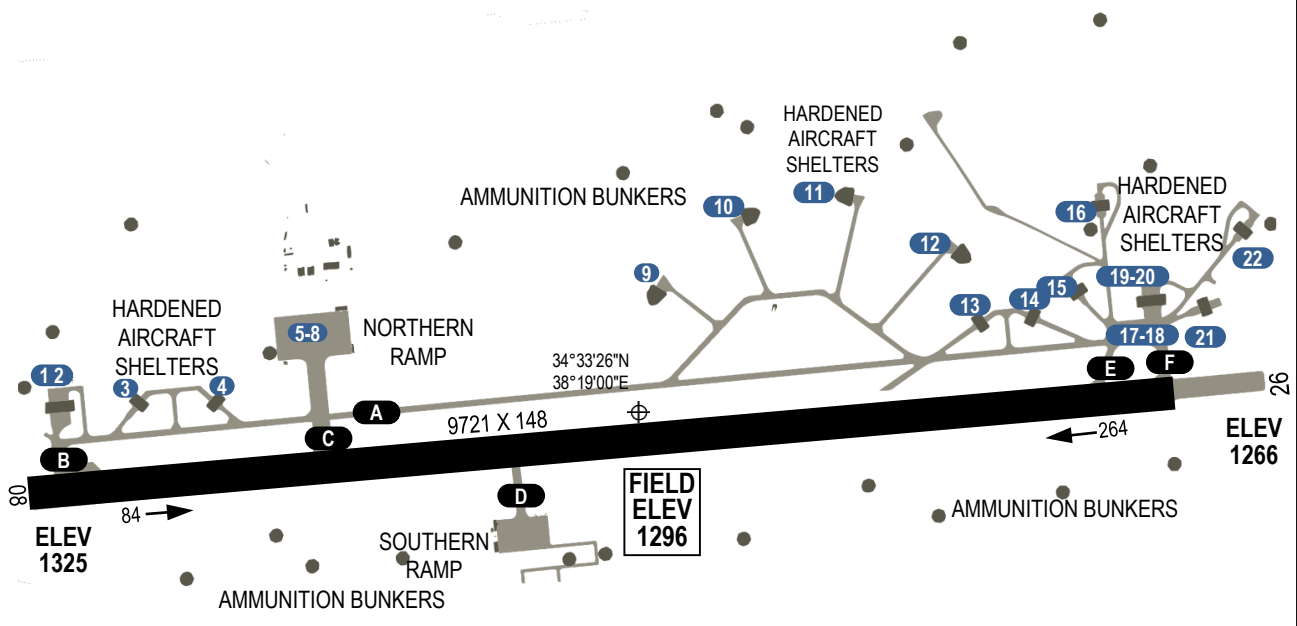 HARDENED
AIRCRAFT
SHELTERS
11
AMMUNITION BUNKERS
10
12
9
16
HARDENED
AIRCRAFT
SHELTERS
22
19-20
15
14
13
17-18
21
E
F
HARDENED
AIRCRAFT
SHELTERS
1 2
3
4
5-8
NORTHERN
RAMP
34°33'26"N
38°19'00"E
A
C
B
9721 X 148
26
264
ELEV
1266
08
84
ELEV
1325
D
SOUTHERN
RAMP
FIELD
ELEV
1296
AMMUNITION BUNKERS
AMMUNITION BUNKERS